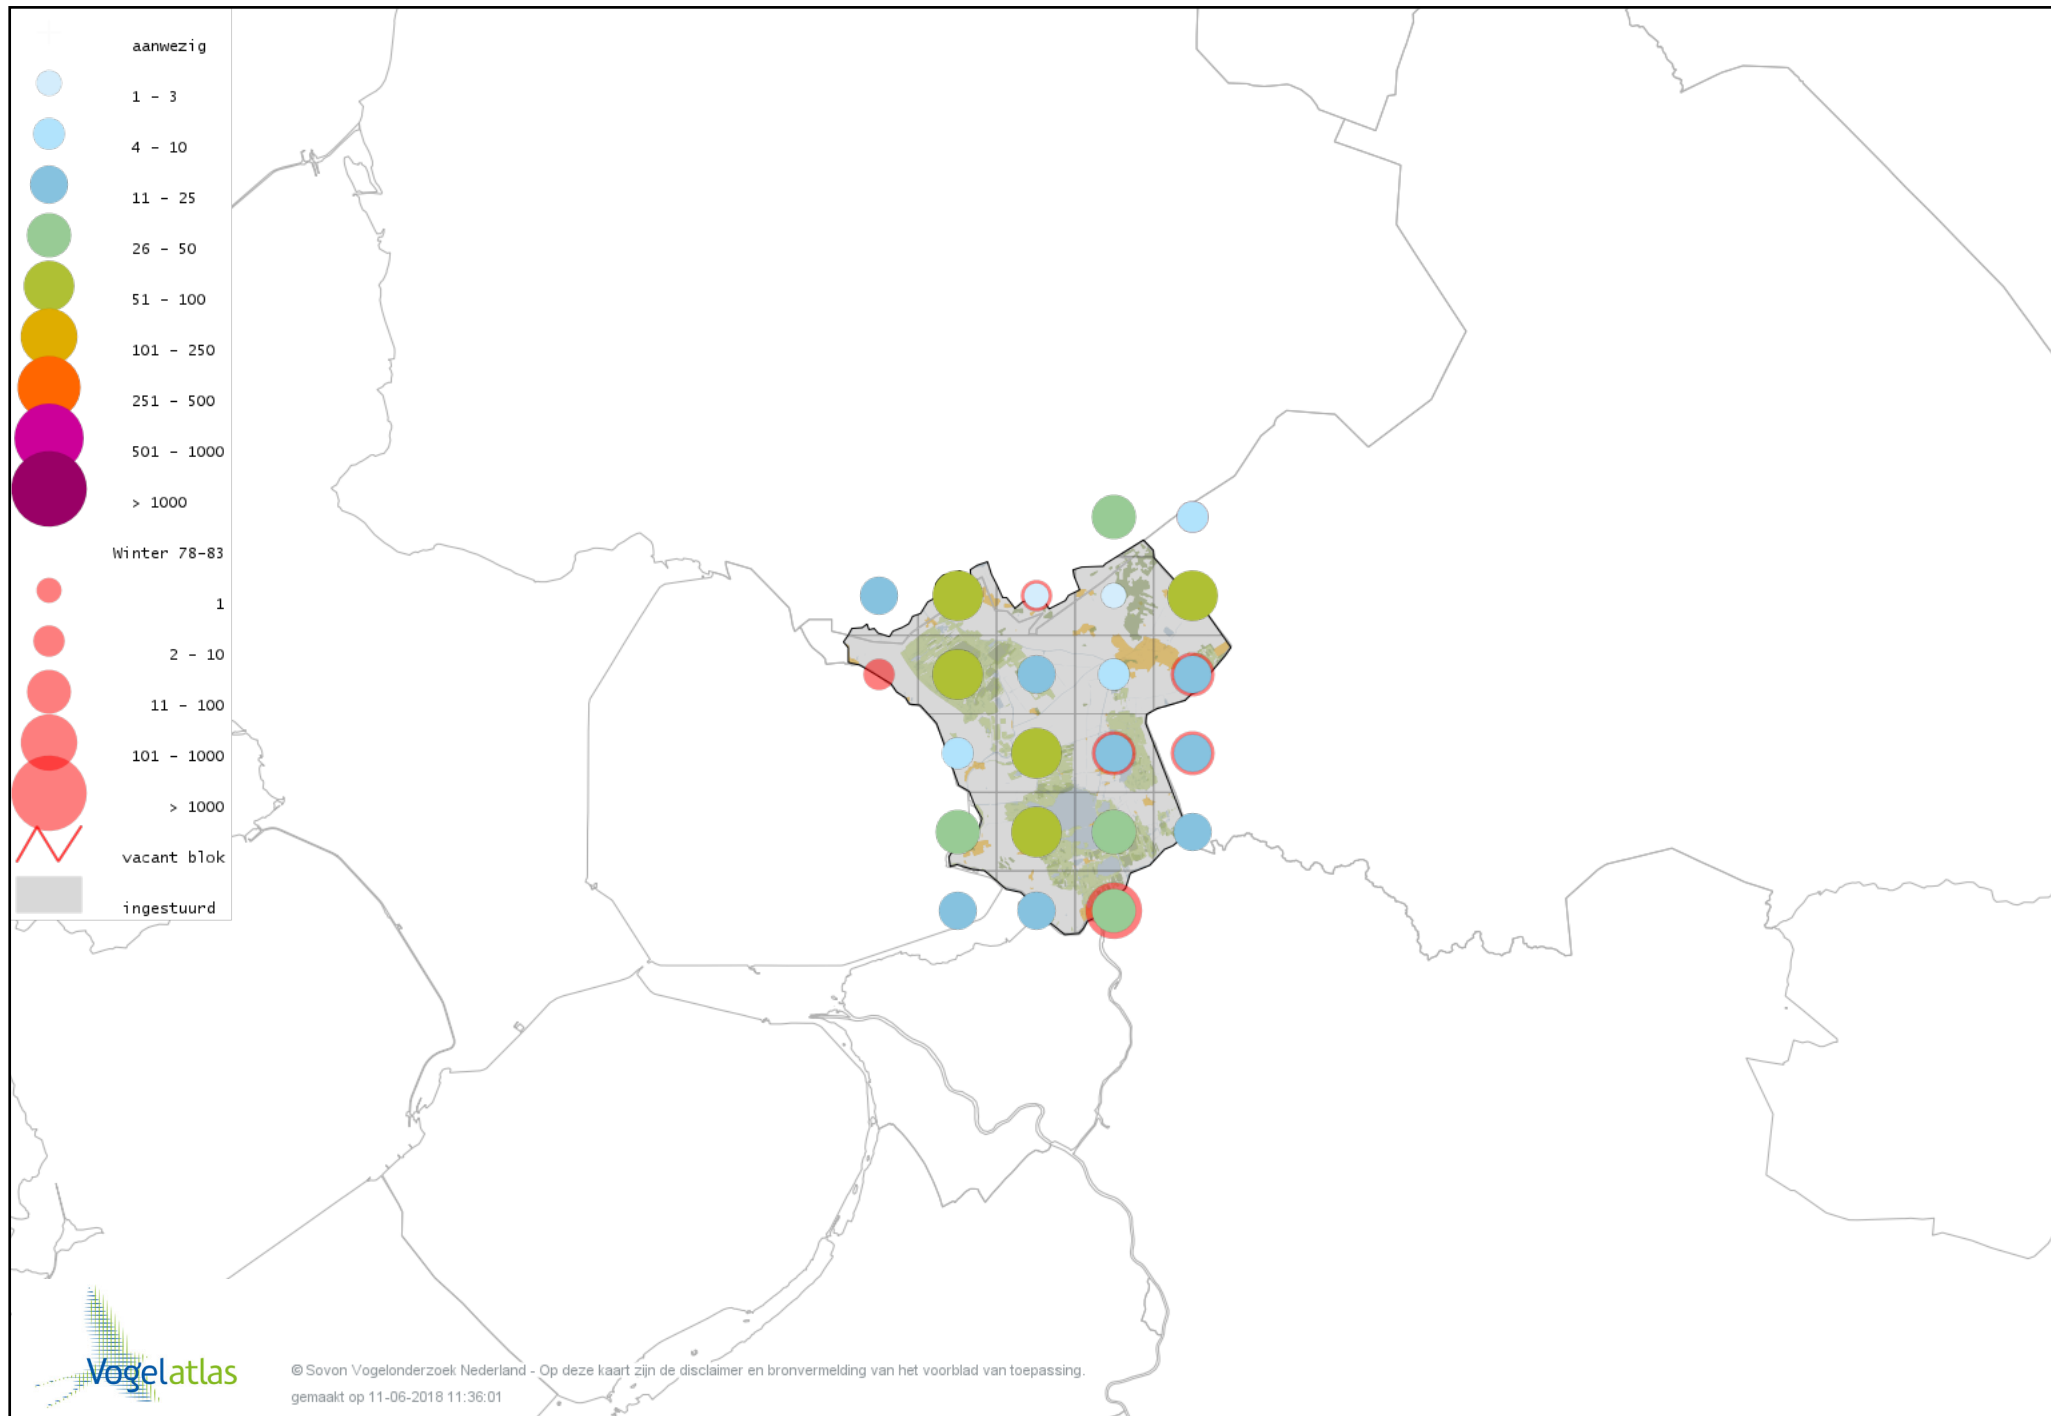 aanwezig
1 - 3
4 - 10
11 - 25
26 - 50
51 - 100
101 - 250
251 - 500
501 - 1000
> 1000
Winter 78-83
1
2 - 10
11 - 100
101 - 1000
> 1000
vacant blok
ingestuurd
Vogelatlas
© Sovon Vogelonderzoek Nederland - Op deze kaart zijn de disclaimer en bronvermelding van het voorblad van toepassing.
gemaakt op 11-06-2018 11:36:01